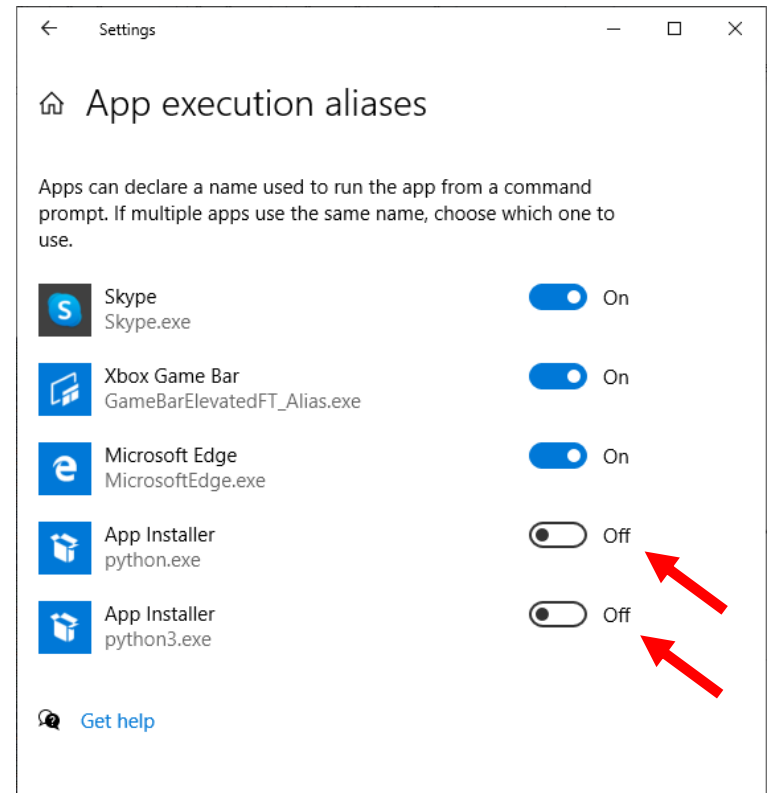 Settings
App execution aliases
Apps can declare a name used to run the app from a command
prompt. If multiple apps use the same name, choose which one to
use.
Skype
On
Skype.exe
Xbox Game Bar
On
GameBarElevatedFT_Alias.exe
Microsoft Edge
On
MicrosoftEdge.exe
App Installer
Off
python.exe
App Installer
Off
python3.exe
Get help